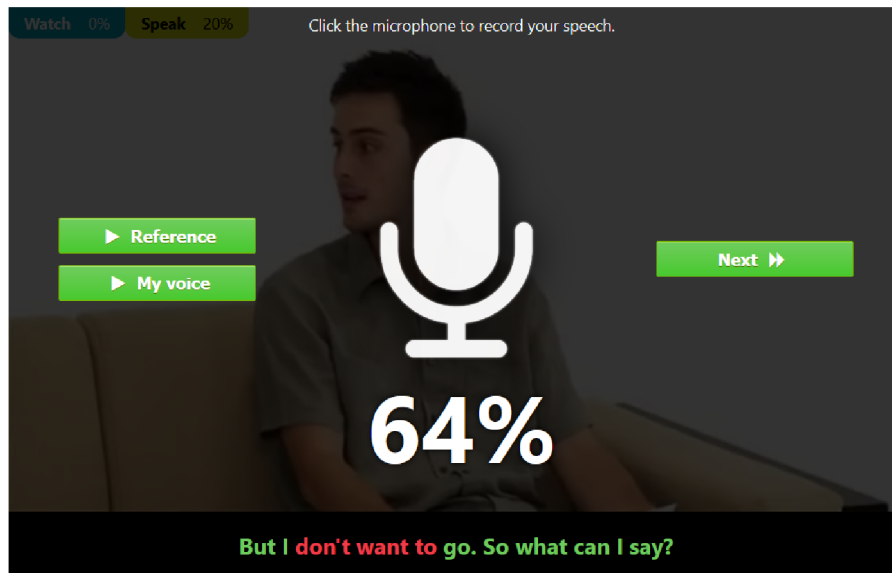 Watch 0% Speak 20%
Click the microphone to record your speech.
Reference
My voice
Next
64%
But I don't want to go. So what can I say?